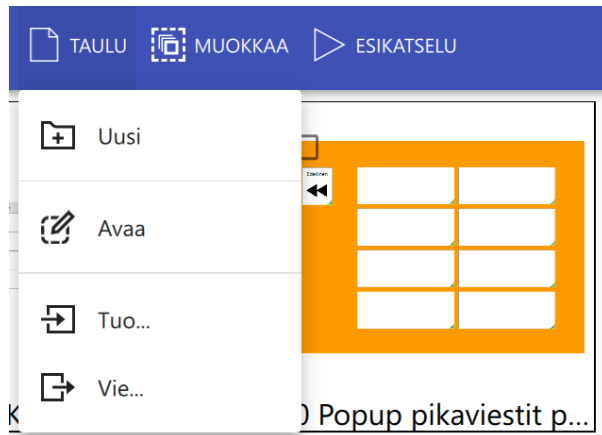 TAULU MUOKKAA ESIKATSELU
Uusi
Avaa
Tuo...
Vie...
Edellinen
Popup pikaviestit p...